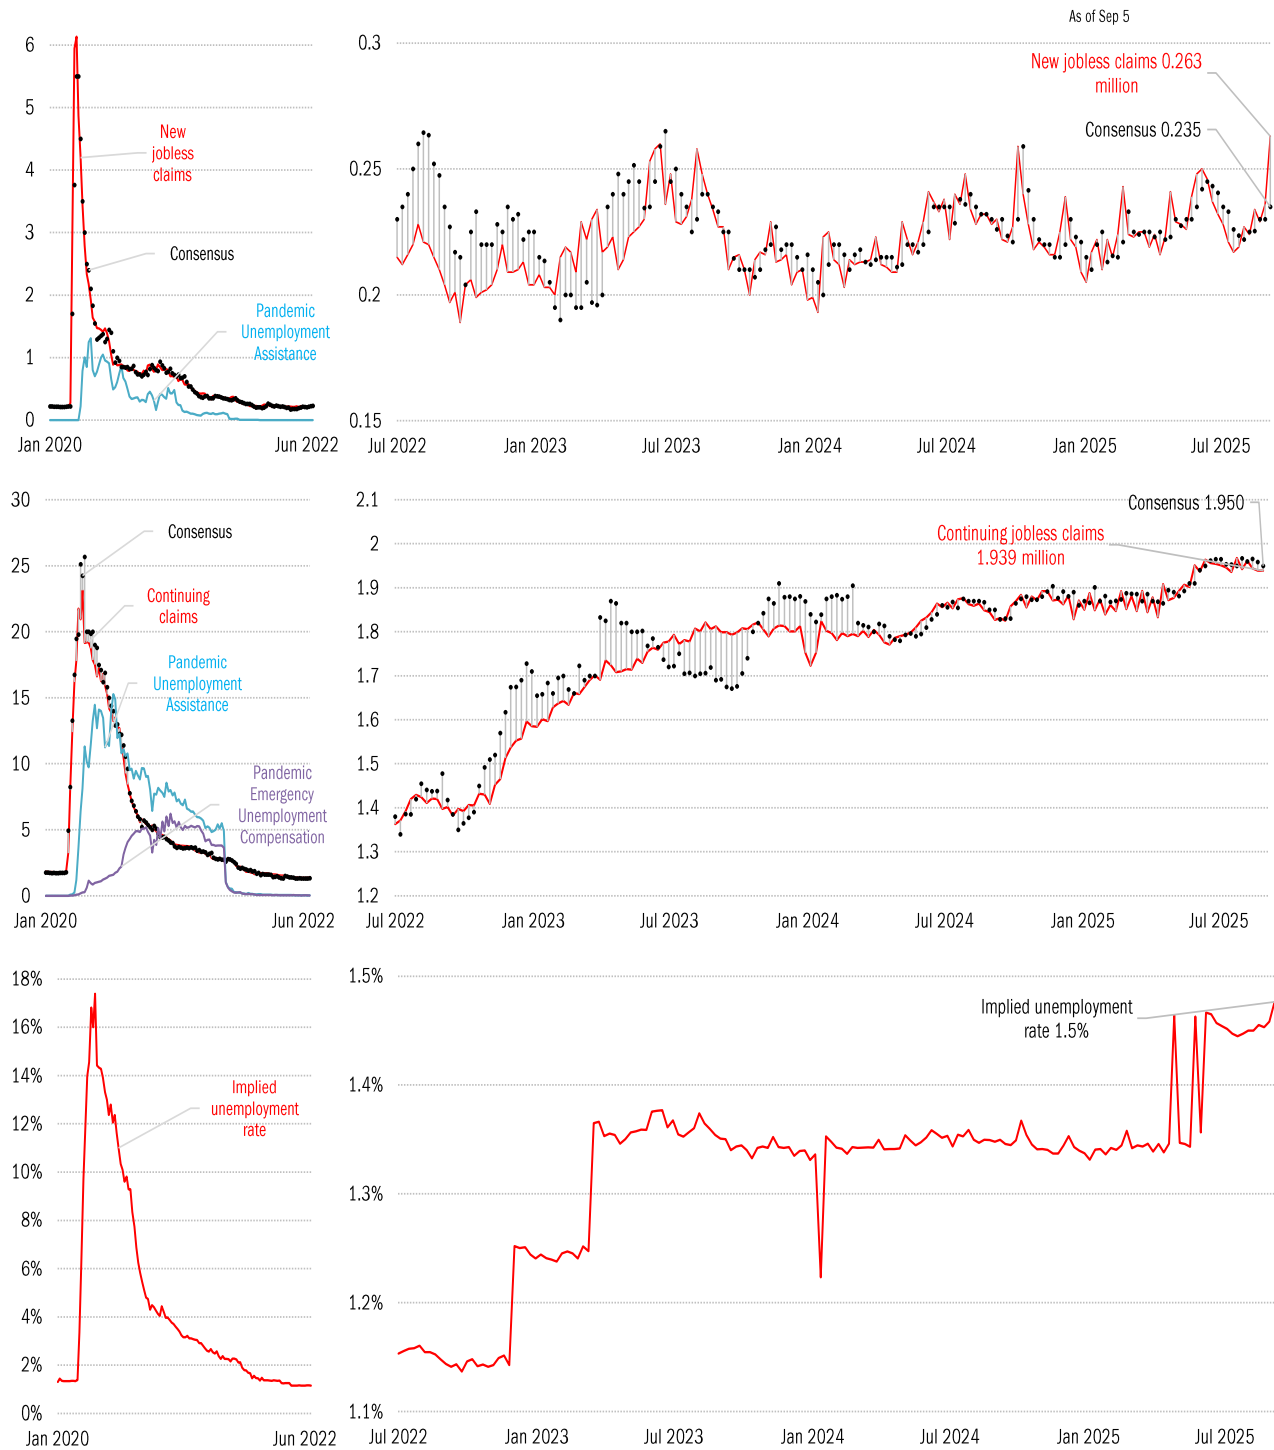 As of Sep 5
6
5
4
3
2
1
0
Jan 2020
Jun 2022
New
jobless
claims
Consensus
Pandemic
Unemployment
Assistance
0.3
0.25
0.2
0.15
Jul 2022
Jan 2023
Jul 2023
Jan 2024
Jul 2024
Jan 2025
Jul 2025
New jobless claims 0.263
million
Consensus 0.235
30
25
20
15
10
5
0
Jan 2020
Jun 2022
Consensus
Continuing
claims
Pandemic
Unemployment
Assistance
Pandemic
Emergency
Unemployment
Compensation
2.1
2
1.9
1.8
1.7
1.6
1.5
1.4
1.3
1.2
Jul 2022
Jan 2023
Jul 2023
Jan 2024
Jul 2024
Jan 2025
Jul 2025
Consensus 1.950
Continuing jobless claims
1.939 million
18%
16%
14%
12%
10%
8%
6%
4%
2%
0%
Jan 2020
Jun 2022
Implied
unemployment
rate
1.5%
1.4%
1.3%
1.2%
1.1%
Jul 2022
Jan 2023
Jul 2023
Jan 2024
Jul 2024
Jan 2025
Jul 2025
Implied unemployment
rate 1.5%